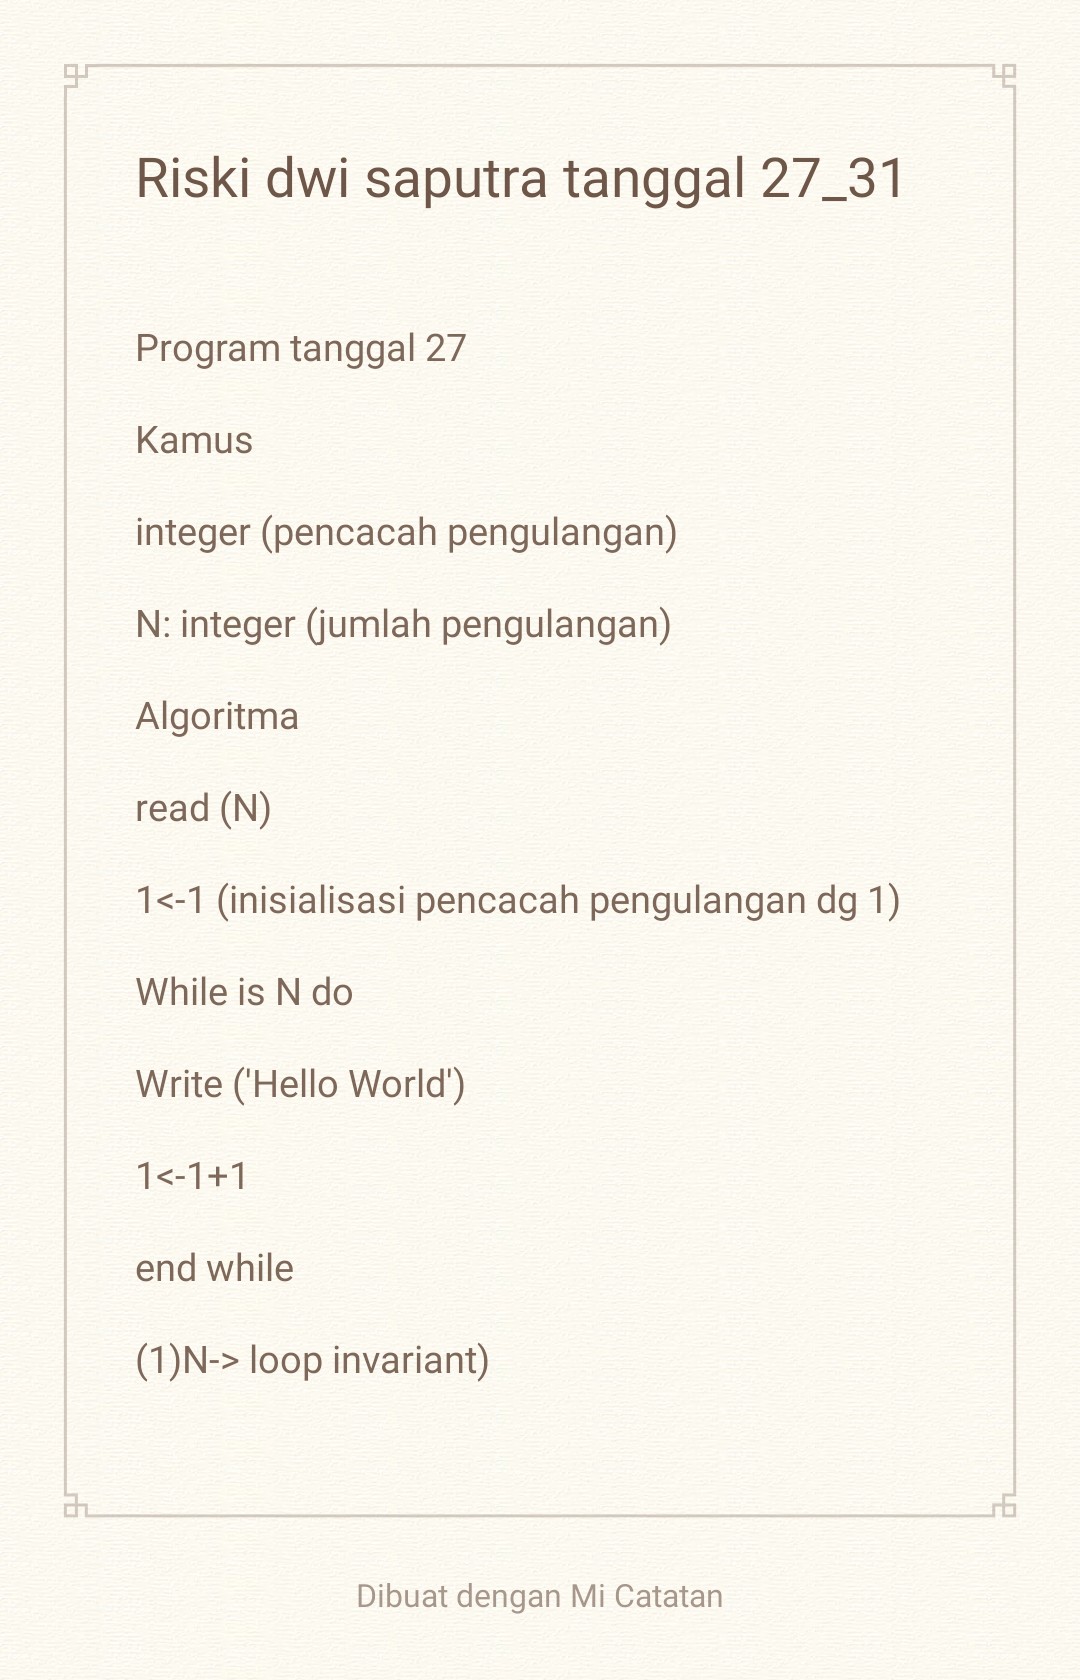 Riski dwi saputra tanggal 27_31
Program tanggal 27
Kamus
integer (pencacah pengulangan)
N: integer (jumlah pengulangan)
Algoritma
read (N)
1<-1 (inisialisasi pencacah pengulangan dg 1)
While is N do
Write ('Hello World')
1<-1+1
end while
(1)N-> loop invariant)
Dibuat dengan Mi Catatan